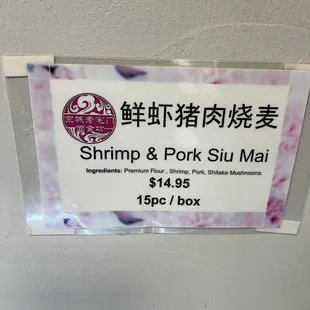 鲜虾猪肉烧麦
Shrimp & Pork Siu Mai
Ingredients: Premium Flour , Shrimp, Pork, Shitake Mushrooms.
$14.95
15pc / box